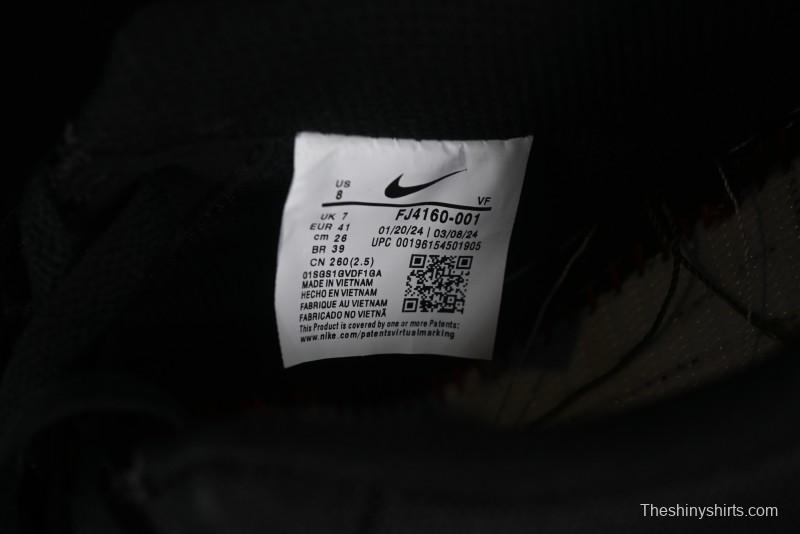 US
8
VF
UK 7
FJ4160-001
EUR 41
01/20/24 | 03/08/24
cm 26
UPC 00196154501905
BR 39
CN 260(2.5)
01SGS1GVDF1GA
MADE IN VIETNAM
HECHO EN VIETNAM
FABRIQUE AU VIETNAM
FABRICADO NO VIETNÃ
This Product is covered by one or more Patents:
www.nike.com/patentsvirtualmarking
Theshinyshirts.com